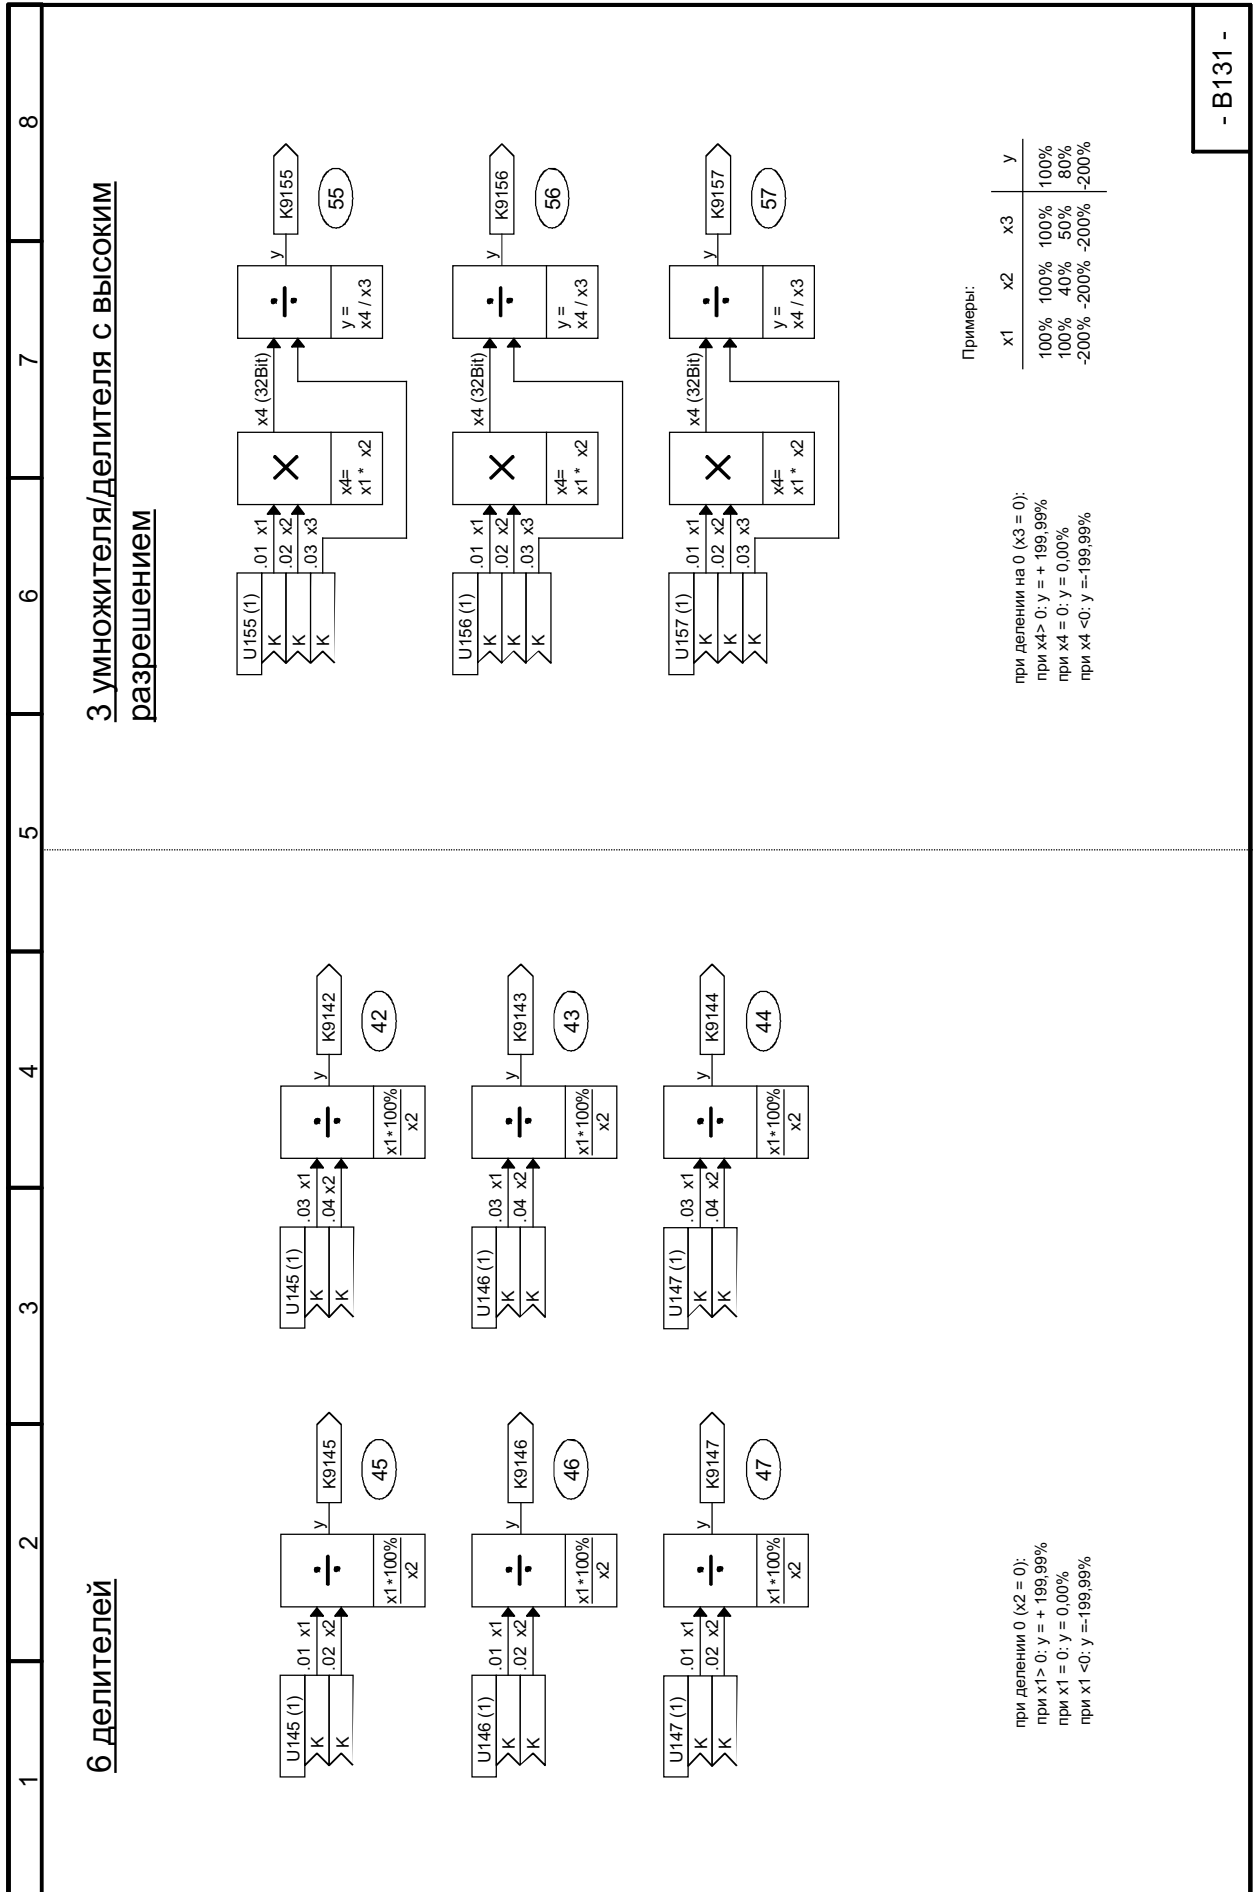 6 делителей
U145 (1)
K
K
.01 x1
.02 x2
x1*100%
x2
y
K9145
45
U146 (1)
K
K
.01 x1
.02 x2
x1*100%
x2
y
K9146
46
U147 (1)
K
K
.01 x1
.02 x2
x1*100%
x2
y
K9147
47
U145 (1)
K
K
.03 x1
.04 x2
x1*100%
x2
y
K9142
42
U146 (1)
K
K
.03 x1
.04 x2
x1*100%
x2
y
K9143
43
U147 (1)
K
K
.03 x1
.04 x2
x1*100%
x2
y
K9144
44
при делении 0 (x2 = 0):
при x1> 0: y = + 199,99%
при x1 = 0: y = 0,00%
при x1 <0: y =-199,99%
3 умножителя/делителя с высоким
разрешением
U155 (1)
K
K
K
.01 x1
.02 x2
.03 x3
x4=
x1 * x2
x4 (32Bit)
y =
x4 / x3
y
K9155
55
U156 (1)
K
K
K
.01 x1
.02 x2
.03 x3
x4=
x1 * x2
x4 (32Bit)
y =
x4 / x3
y
K9156
56
U157 (1)
K
K
K
.01 x1
.02 x2
.03 x3
x4=
x1 * x2
x4 (32Bit)
y =
x4 / x3
y
K9157
57
при делении на 0 (x3 = 0):
при x4> 0: y = + 199,99%
при x4 = 0: y = 0,00%
при x4 <0: y =-199,99%
Примеры:
x1 x2 x3 y
100% 100% 100% 100%
100% 40% 50% 80%
-200% -200% -200% -200%
1 2 3 4 5 6 7 8
- B131 -